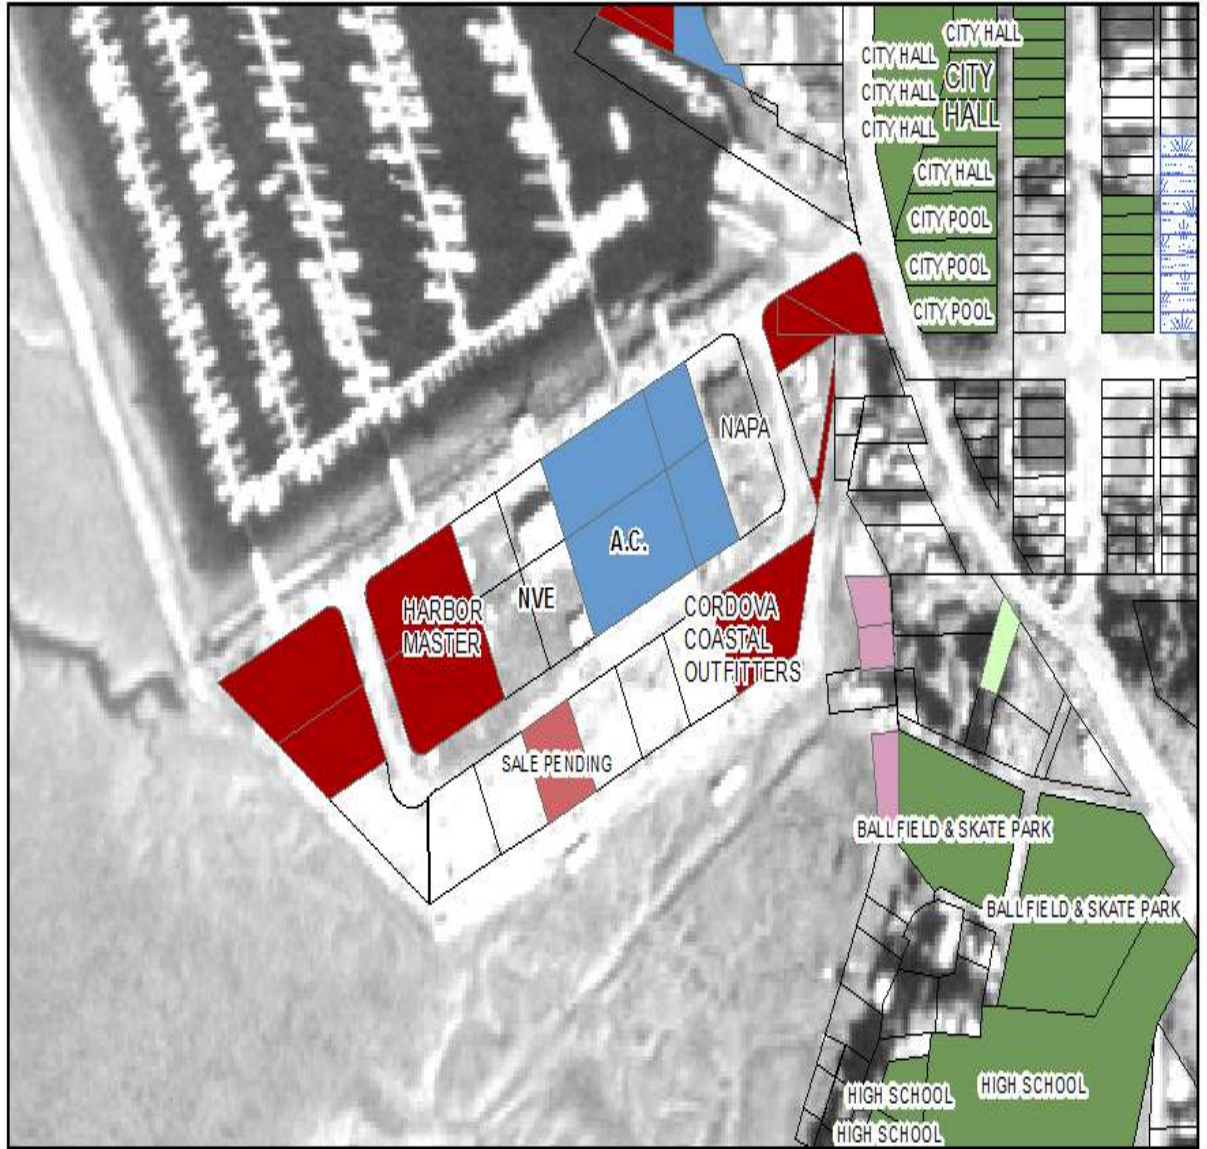 CITY HALL
CITY HALL
CITY
HALL
CITY HALL
CITY HALL
CITY HALL
CITY POOL
CITY POOL
CITY POOL
NAPA
A.C.
NVE
HARBOR
MASTER
CORDOVA
COASTAL
OUTFITTERS
SALE PENDING
BALLFIELD & SKATE PARK
BALLFIELD & SKATE PARK
HIGH SCHOOL
HIGH SCHOOL
HIGH SCHOOL